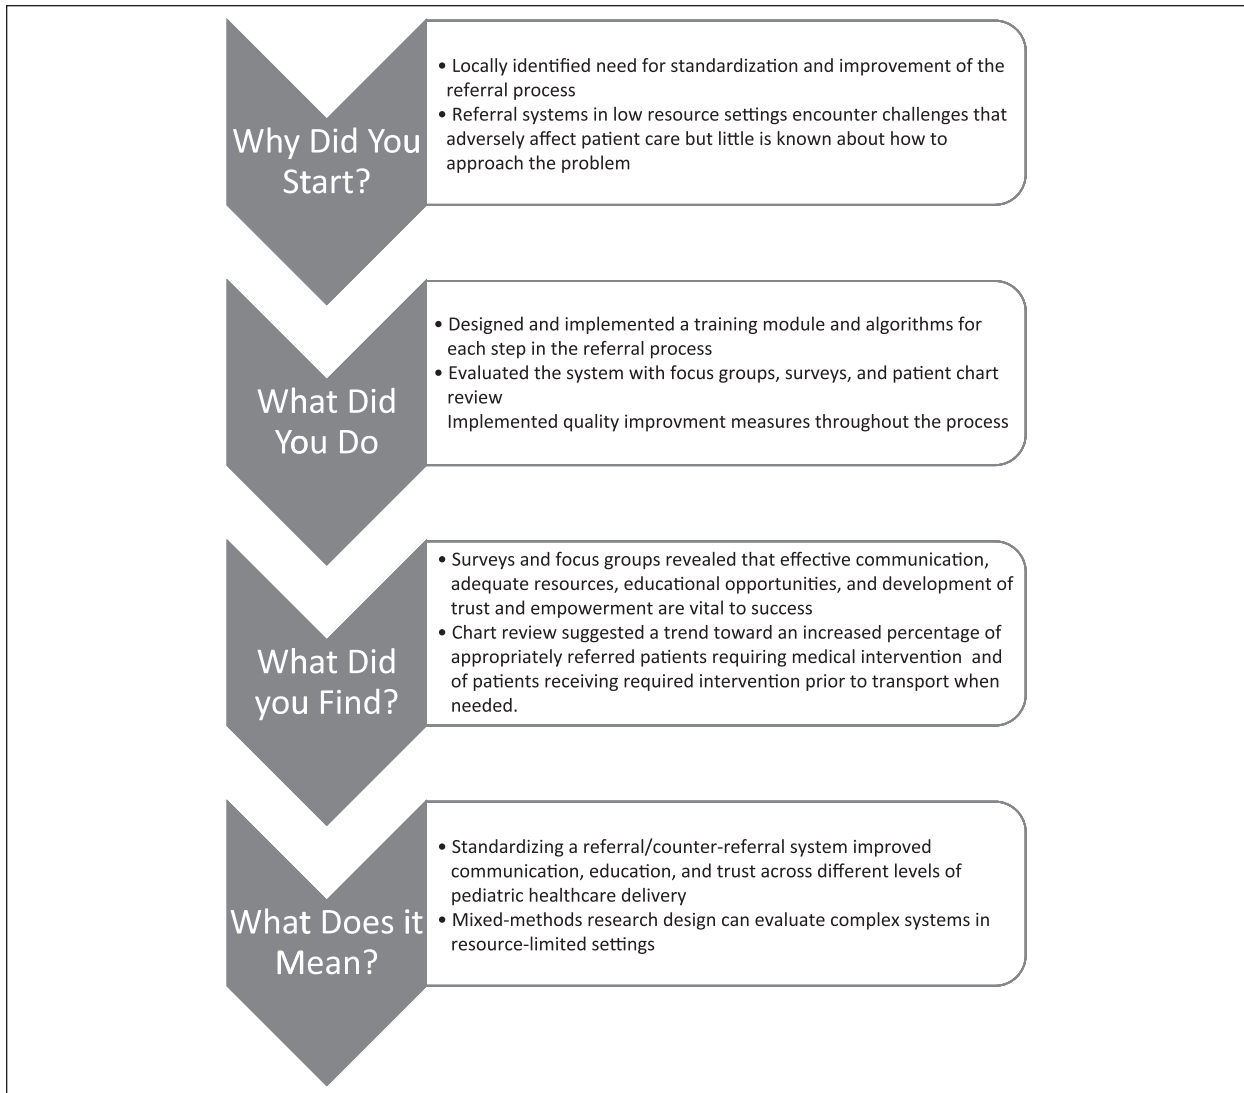 Why Did You
Start?
• Locally identified need for standardization and improvement of the
referral process
• Referral systems in low resource settings encounter challenges that
adversely affect patient care but little is known about how to
approach the problem
What Did
You Do
• Designed and implemented a training module and algorithms for
each step in the referral process
• Evaluated the system with focus groups, surveys, and patient chart
review
Implemented quality improvment measures throughout the process
What Did
you Find?
• Surveys and focus groups revealed that effective communication,
adequate resources, educational opportunities, and development of
trust and empowerment are vital to success
• Chart review suggested a trend toward an increased percentage of
appropriately referred patients requiring medical intervention and
of patients receiving required intervention prior to transport when
needed.
What Does it
Mean?
• Standardizing a referral/counter-referral system improved
communication, education, and trust across different levels of
pediatric healthcare delivery
• Mixed-methods research design can evaluate complex systems in
resource-limited settings